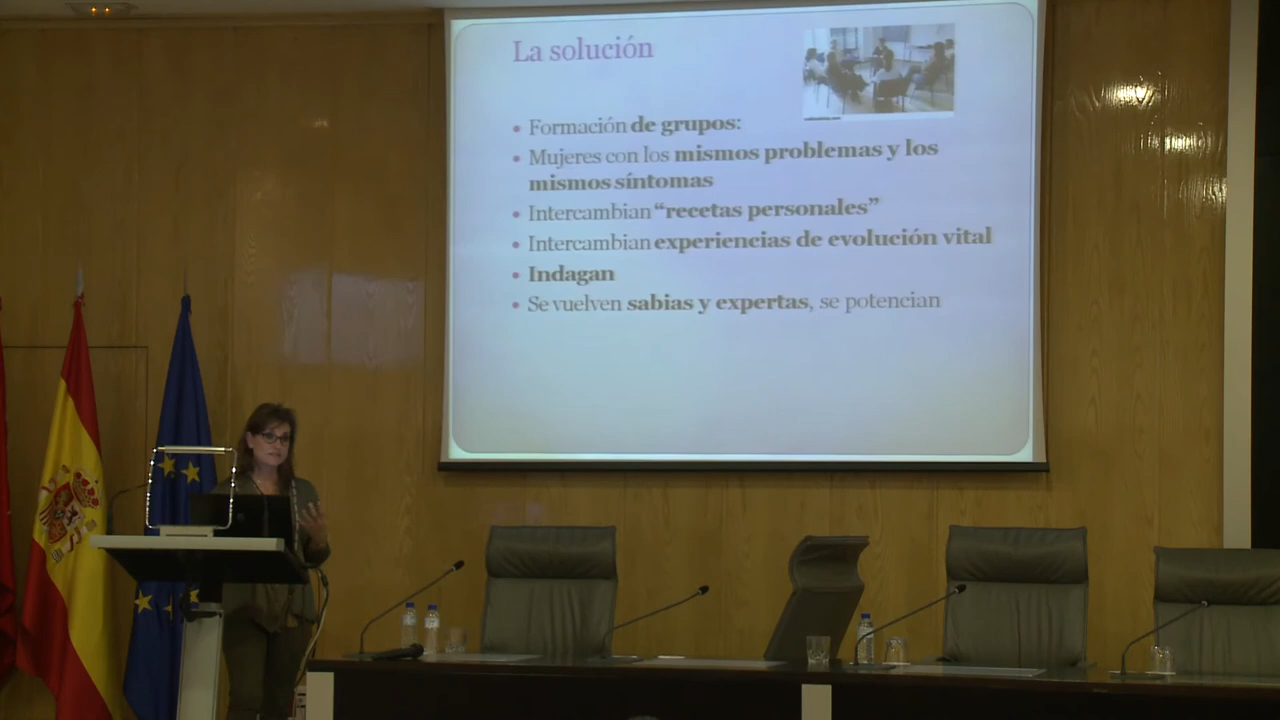 La solución
• Formación de grupos:
• Mujeres con los mismos problemas y los
mismos síntomas
• Intercambian “recetas personales”
• Intercambian experiencias de evolución vital
• Indagan
• Se vuelven sabias y expertas, se potencian